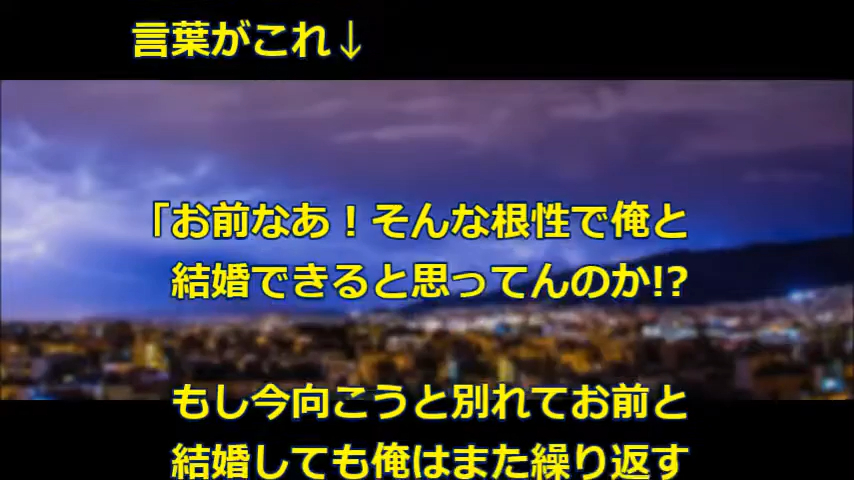 言葉がこれ↓
「お前なあ！そんな根性で俺と
結婚できると思ってんのか!?
もし今向こうと別れてお前と
結婚しても俺はまた繰り返す